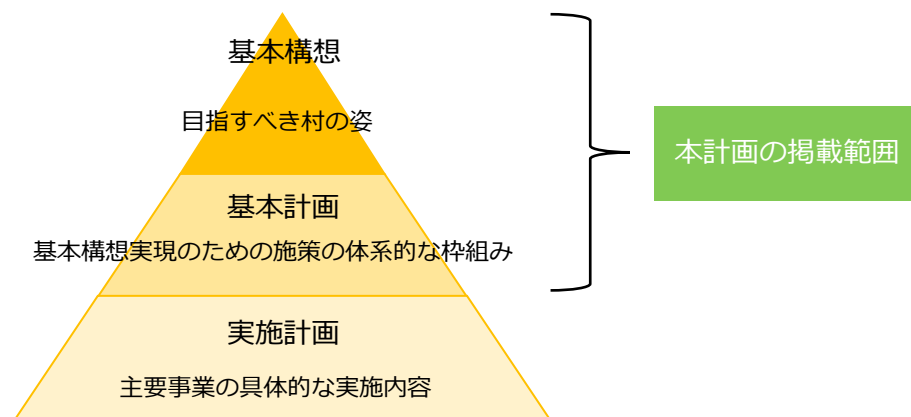 基本構想
目指すべき村の姿
本計画の掲載範囲
基本計画
基本構想実現のための施策の体系的な枠組み
実施計画
主要事業の具体的な実施内容